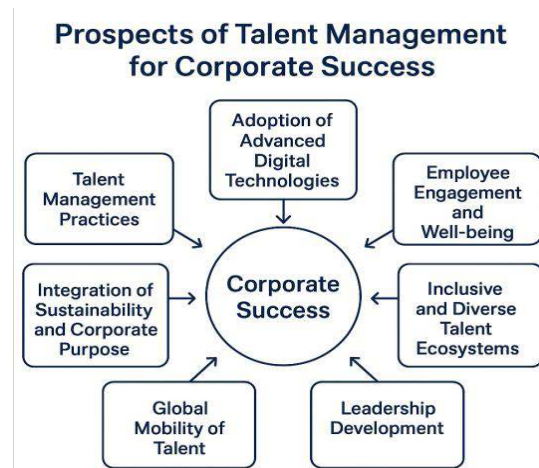 Prospects of Talent Management
for Corporate Success
Adoption of
Advanced
Digital
Technologies
Talent
Management
Practices
Employee
Engagement
and
Well-being
Corporate
Success
Integration of
Sustainability
and Corporate
Purpose
Inclusive
and Diverse
Talent
Ecosystems
Global
Mobility of
Talent
Leadership
Development